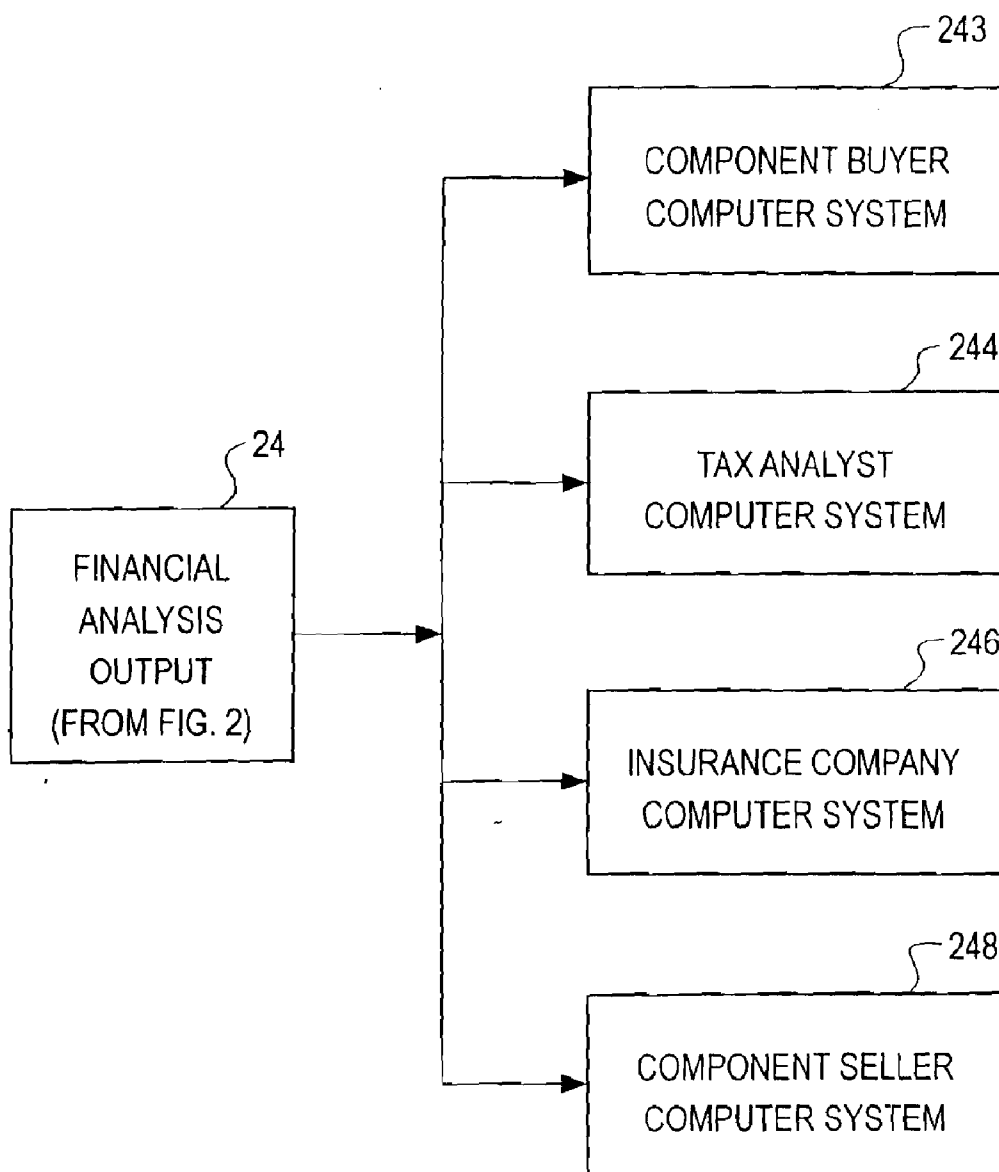 243
COMPONENT BUYER
COMPUTER SYSTEM
244
TAX ANALYST
COMPUTER SYSTEM
24
FINANCIAL
ANALYSIS
OUTPUT
(FROM FIG. 2)
246
INSURANCE COMPANY
COMPUTER SYSTEM
248
COMPONENT SELLER
COMPUTER SYSTEM